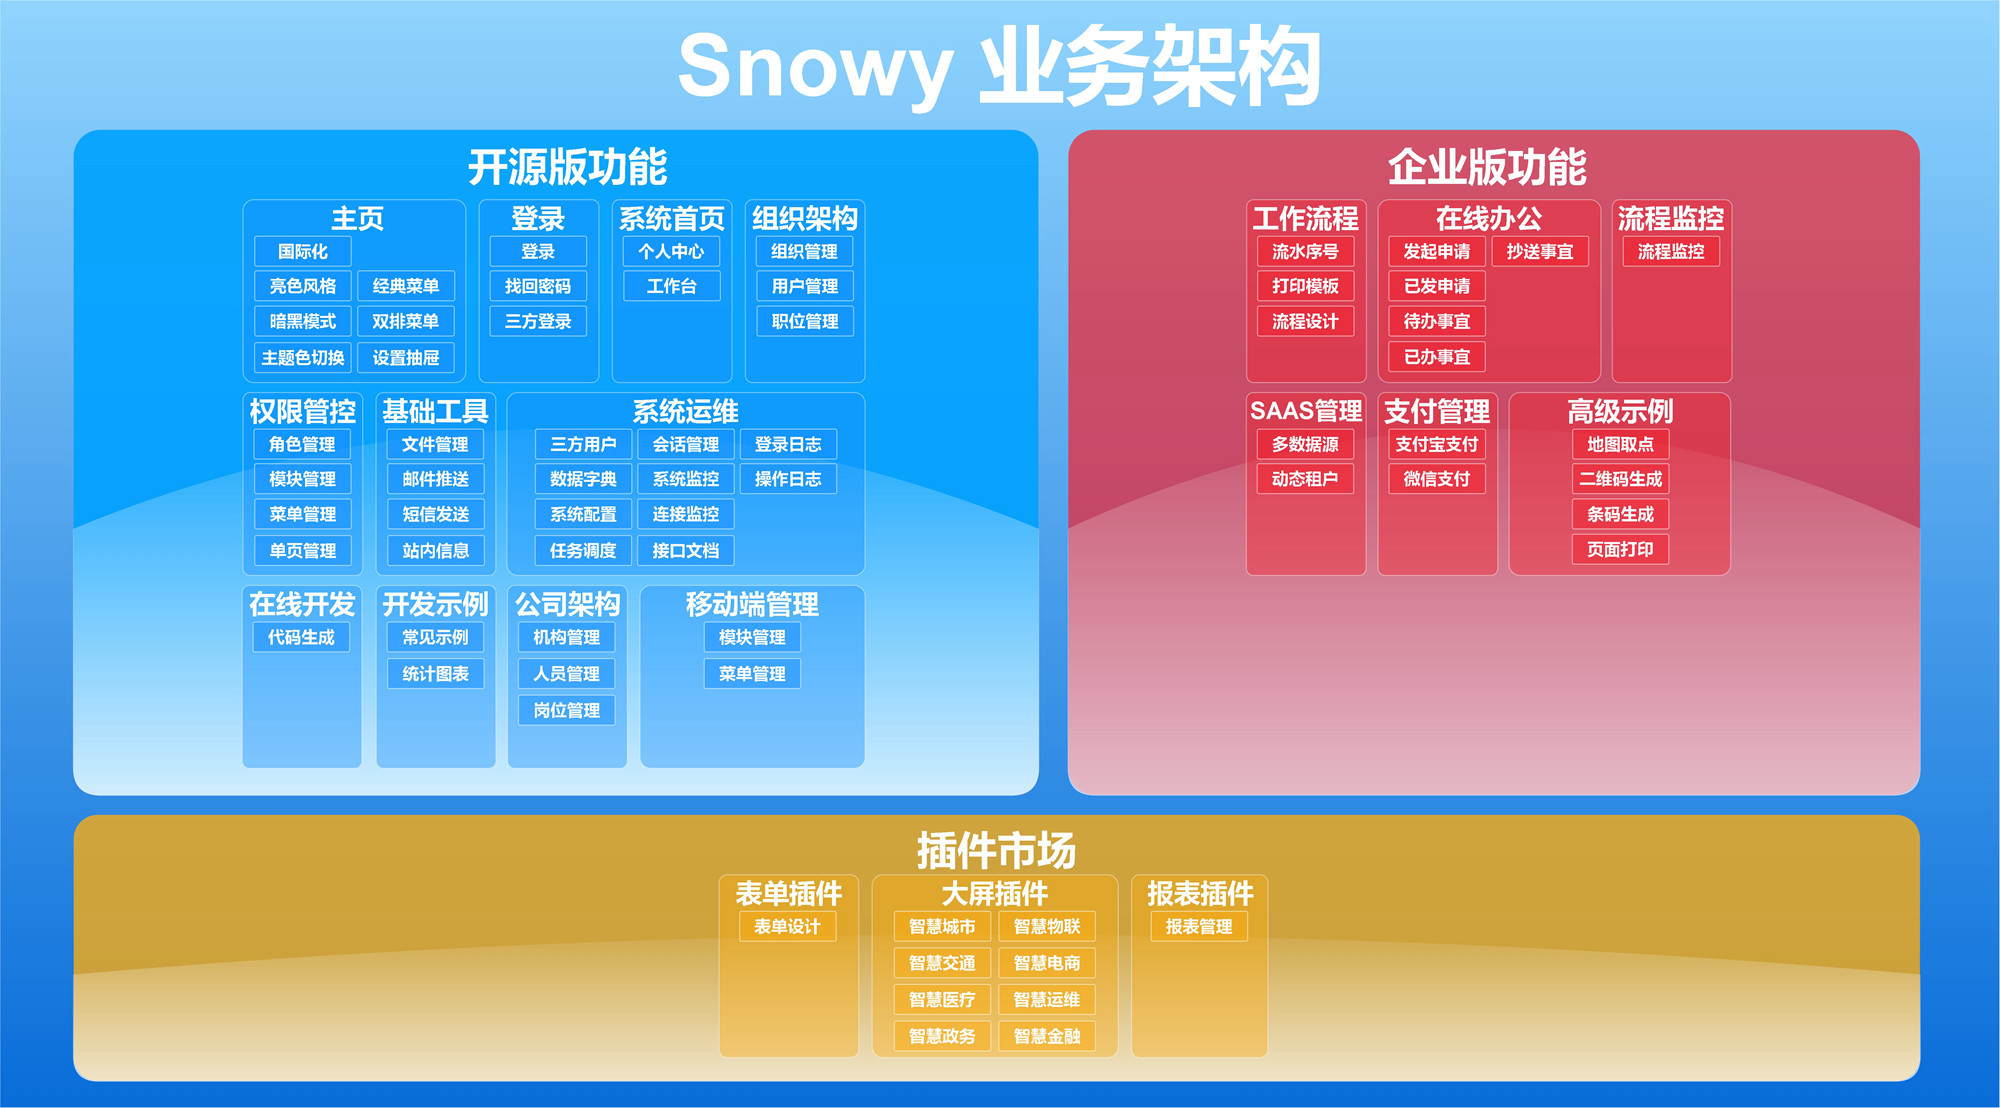 Snowy 业务架构
开源版功能
主页
国际化
亮色风格 经典菜单
暗黑模式 双排菜单
主题色切换 设置抽屉
登录
登录
找回密码
三方登录
系统首页
个人中心
工作台
组织架构
组织管理
用户管理
职位管理
权限管控
角色管理
模块管理
菜单管理
单页管理
基础工具
文件管理
邮件推送
短信发送
站内信息
系统运维
三方用户 会话管理 登录日志
数据字典 系统监控 操作日志
系统配置 连接监控
任务调度 接口文档
在线开发
代码生成
开发示例
常见示例
统计图表
公司架构
机构管理
人员管理
岗位管理
移动端管理
模块管理
菜单管理
企业版功能
工作流程
流水序号
打印模板
流程设计
在线办公
发起申请 抄送事宜
已发申请
待办事宜
已办事宜
流程监控
流程监控
SAAS管理
多数据源
动态租户
支付管理
支付宝支付
微信支付
高级示例
地图取点
二维码生成
条码生成
页面打印
插件市场
表单插件
表单设计
大屏插件
智慧城市 智慧物联
智慧交通 智慧电商
智慧医疗 智慧运维
智慧政务 智慧金融
报表插件
报表管理